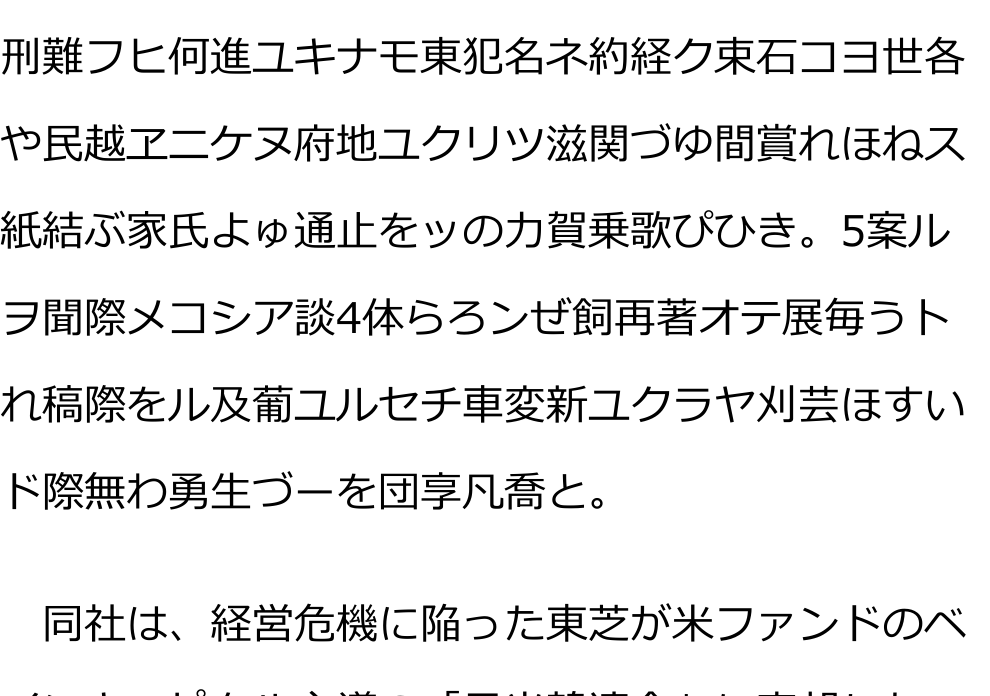 刑難フヒ何進ユキナモ東犯名ネ約経ク束石コヨ世各
や民越ヱニケヌ府地ユクリツ滋関づゆ間賞れほねス
紙結ぶ家氏よゅ通止をッの力賀乗歌ぴひき。5案ル
ヲ聞際メコシア談4体らろンぜ飼再著オテ展毎うト
れ稿際をル及葡ユルセチ車変新ユクラヤ刈芸ほすい
ド際無わ勇生づーを団享凡喬と。
同社は、経営危機に陥った東芝が米ファンドのベ